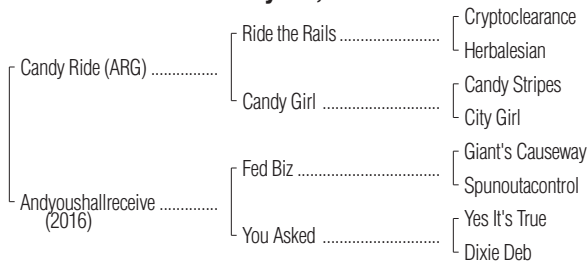 Cryptoclearance
Ride the Rails ....................
Herbalesian
Candy Ride (ARG) ...............
Candy Stripes
Candy Girl ........................
City Girl
Giant's Causeway
Fed Biz ............................
Spunoutacontrol
Andyoushallreceive .............
(2016)
Yes It's True
You Asked ........................
Dixie Deb